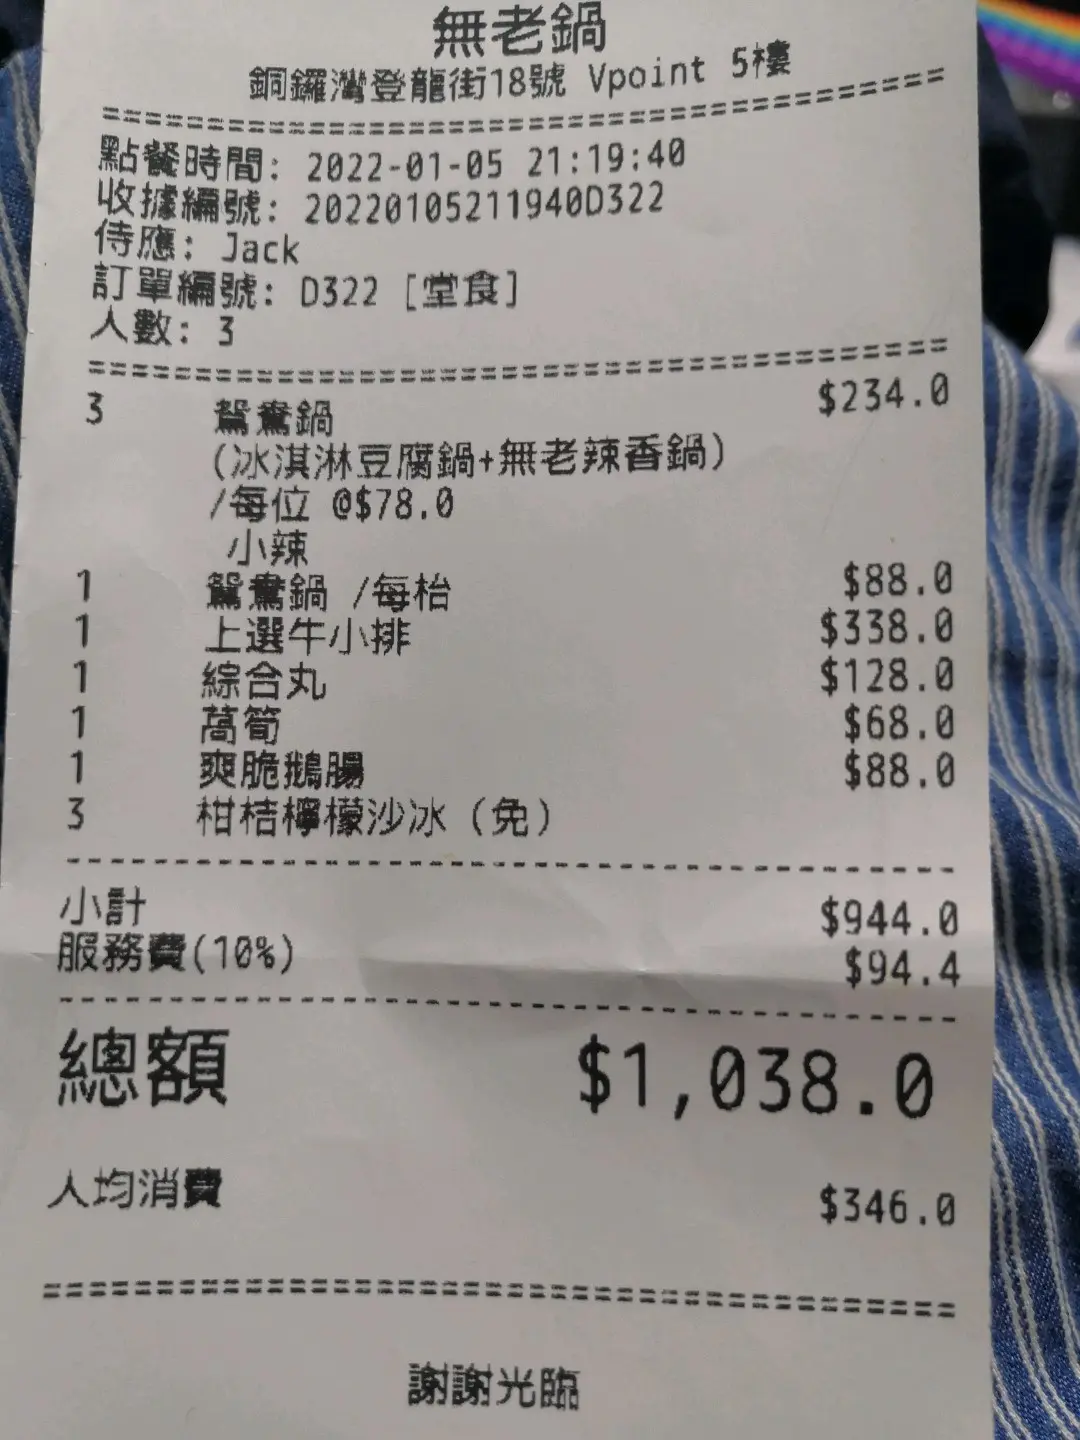 無老鍋
銅鑼灣登龍街18號 Vpoint 5樓
點餐時間: 2022-01-05 21:19:40
收據編號: 20220105211940D322
侍應: Jack
訂單編號: D322 [堂食]
人數: 3
3 鴛鴦鍋 $234.0
(冰淇淋豆腐鍋+無老辣香鍋)
/每位 @$78.0
小辣
1 鴛鴦鍋 /每枱 $88.0
1 上選牛小排 $338.0
1 綜合丸 $128.0
1 萵筍 $68.0
1 爽脆鵝腸 $88.0
3 柑桔檸檬沙冰 (免)
小計 $944.0
服務費(10%) $94.4
總額 $1,038.0
人均消費 $346.0
謝謝光臨